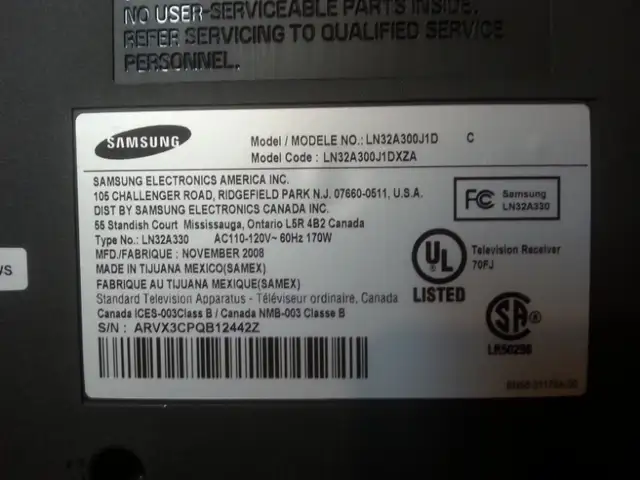 NO USER-SERVICEABLE PARTS INSIDE.
REFER SERVICING TO QUALIFIED SERVICE
PERSONNEL.
SAMSUNG
Model / MODELE NO.: LN32A300J1D C
Model Code : LN32A300J1DXZA
SAMSUNG ELECTRONICS AMERICA INC.
105 CHALLENGER ROAD, RIDGEFIELD PARK N.J. 07660-0511, U.S.A.
DIST BY SAMSUNG ELECTRONICS CANADA INC.
55 Standish Court Mississauga, Ontario L5R 4B2 Canada
Type No.: LN32A330 AC110-120V~ 60Hz 170W
MFD./FABRIQUE : NOVEMBER 2008
MADE IN TIJUANA MEXICO(SAMEX)
FABRIQUE AU TIJUANA MEXIQUE(SAMEX)
Standard Television Apparatus - Téléviseur ordinaire, Canada
Canada ICES-003Class B / Canada NMB-003 Classe B
S/N : ARVX3CPQB12442Z
FC Samsung
LN32A330
UL ® Television Receiver
70FJ
LISTED
SA ®
LR50298